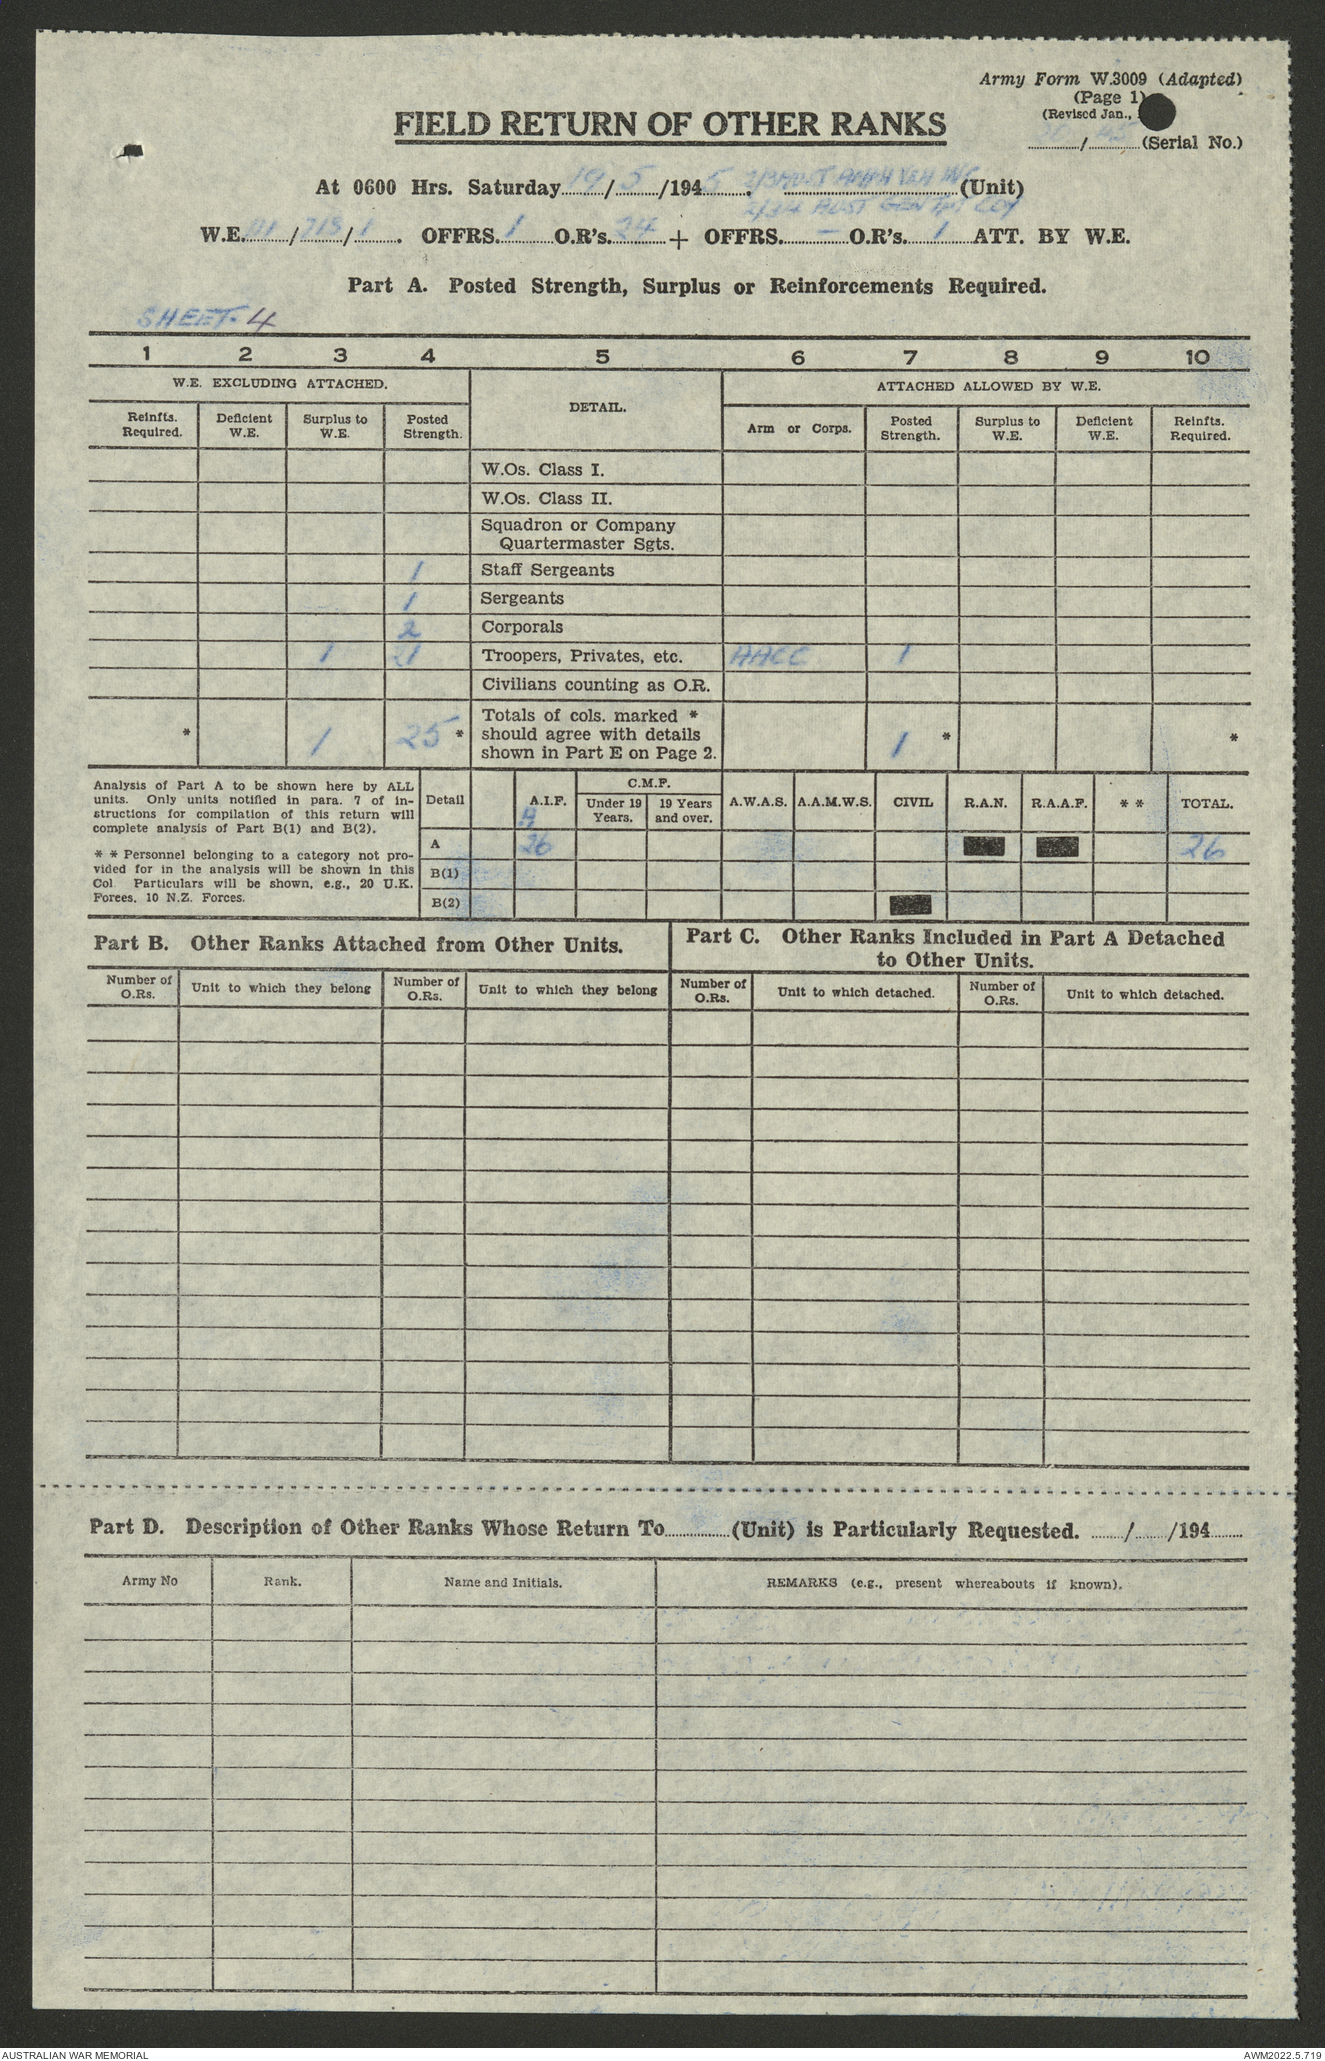 Army Form W.3009 (Adapted)
(Page 1)
(Revised Jan.,
FIELD RETURN OF OTHER RANKS
/ (Serial No.)
At 0600 Hrs. Saturday 19/5/1945. (Unit)
2/34 AUST GEN TPT COY
W.E. / / 1. OFFRS. 1 O.R's. 24 + OFFRS. – O.R's. 1 ATT. BY W.E.
Part A. Posted Strength, Surplus or Reinforcements Required.
SHEET-4
1 2 3 4 5 6 7 8 9 10
W.E. EXCLUDING ATTACHED. DETAIL. ATTACHED ALLOWED BY W.E.
Reinfts. Required. Deficient W.E. Surplus to W.E. Posted Strength. Arm or Corps. Posted Strength. Surplus to W.E. Deficient W.E. Reinfts. Required.
W.Os. Class I.
W.Os. Class II.
Squadron or Company
Quartermaster Sgts.
1 Staff Sergeants
1 Sergeants
2 Corporals
1 21 Troopers, Privates, etc. AACC 1
Civilians counting as O.R.
Totals of cols. marked *
* 1 25 * should agree with details 1 * *
shown in Part E on Page 2.
Analysis of Part A to be shown here by ALL
units. Only units notified in para. 7 of in-
structions for compilation of this return will
complete analysis of Part B(1) and B(2).
* * Personnel belonging to a category not pro-
vided for in the analysis will be shown in this
Col. Particulars will be shown, e.g., 20 U.K.
Forces, 10 N.Z. Forces.
C.M.F.
Detail A.I.F. Under 19 Years. 19 Years and over. A.W.A.S. A.A.M.W.S. CIVIL R.A.N. R.A.A.F. * * TOTAL.
A 26 26
B(1)
B(2)
Part B. Other Ranks Attached from Other Units.
Part C. Other Ranks Included in Part A Detached
to Other Units.
Number of O.Rs. Unit to which they belong Number of O.Rs. Unit to which they belong Number of O.Rs. Unit to which detached. Number of O.Rs. Unit to which detached.
Part D. Description of Other Ranks Whose Return To (Unit) is Particularly Requested. / /194
Army No Rank. Name and Initials. REMARKS (e.g., present whereabouts if known).
AUSTRALIAN WAR MEMORIAL
AWM2022.5.719